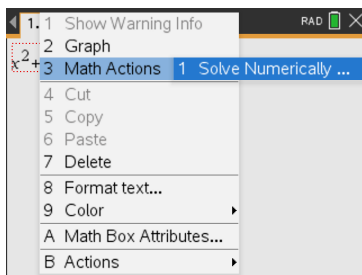 1. 1 Show Warning Info RAD
2 Graph
x²+ 3 Math Actions 1 Solve Numerically ...
4 Cut
5 Copy
6 Paste
7 Delete
8 Format text...
9 Color
A Math Box Attributes...
B Actions